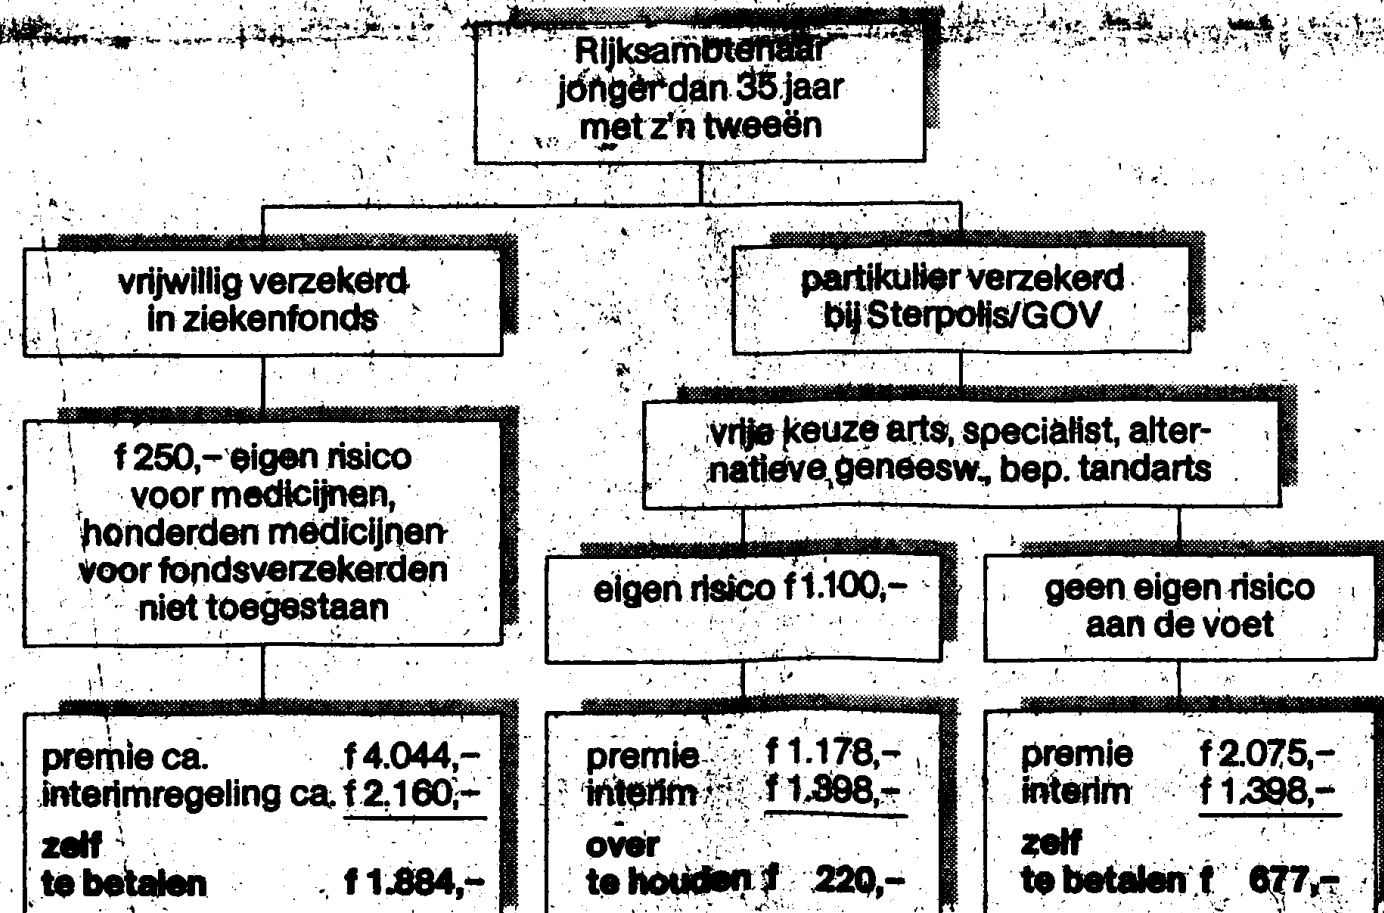 Rijksambtenaar
jonger dan 35 jaar
met z'n tweeën
vrijwillig verzekerd
in ziekenfonds
partikulier verzekerd
bij Sterpolis/GOV
f 250,- eigen risico
voor medicijnen,
honderden medicijnen
voor fondsverzekerden
niet toegestaan
vrije keuze arts, specialist, alter-
natieve geneesw., bep. tandarts
eigen risico f 1.100,-
geen eigen risico
aan de voet
premie ca. f 4.044,-
interimregeling ca. f 2.160,-
zelf
te betalen f 1.884,-
premie f 1.178,-
interim f 1.398,-
over
te houden f 220,-
premie f 2.075,-
interim f 1.398,-
zelf
te betalen f 677,-